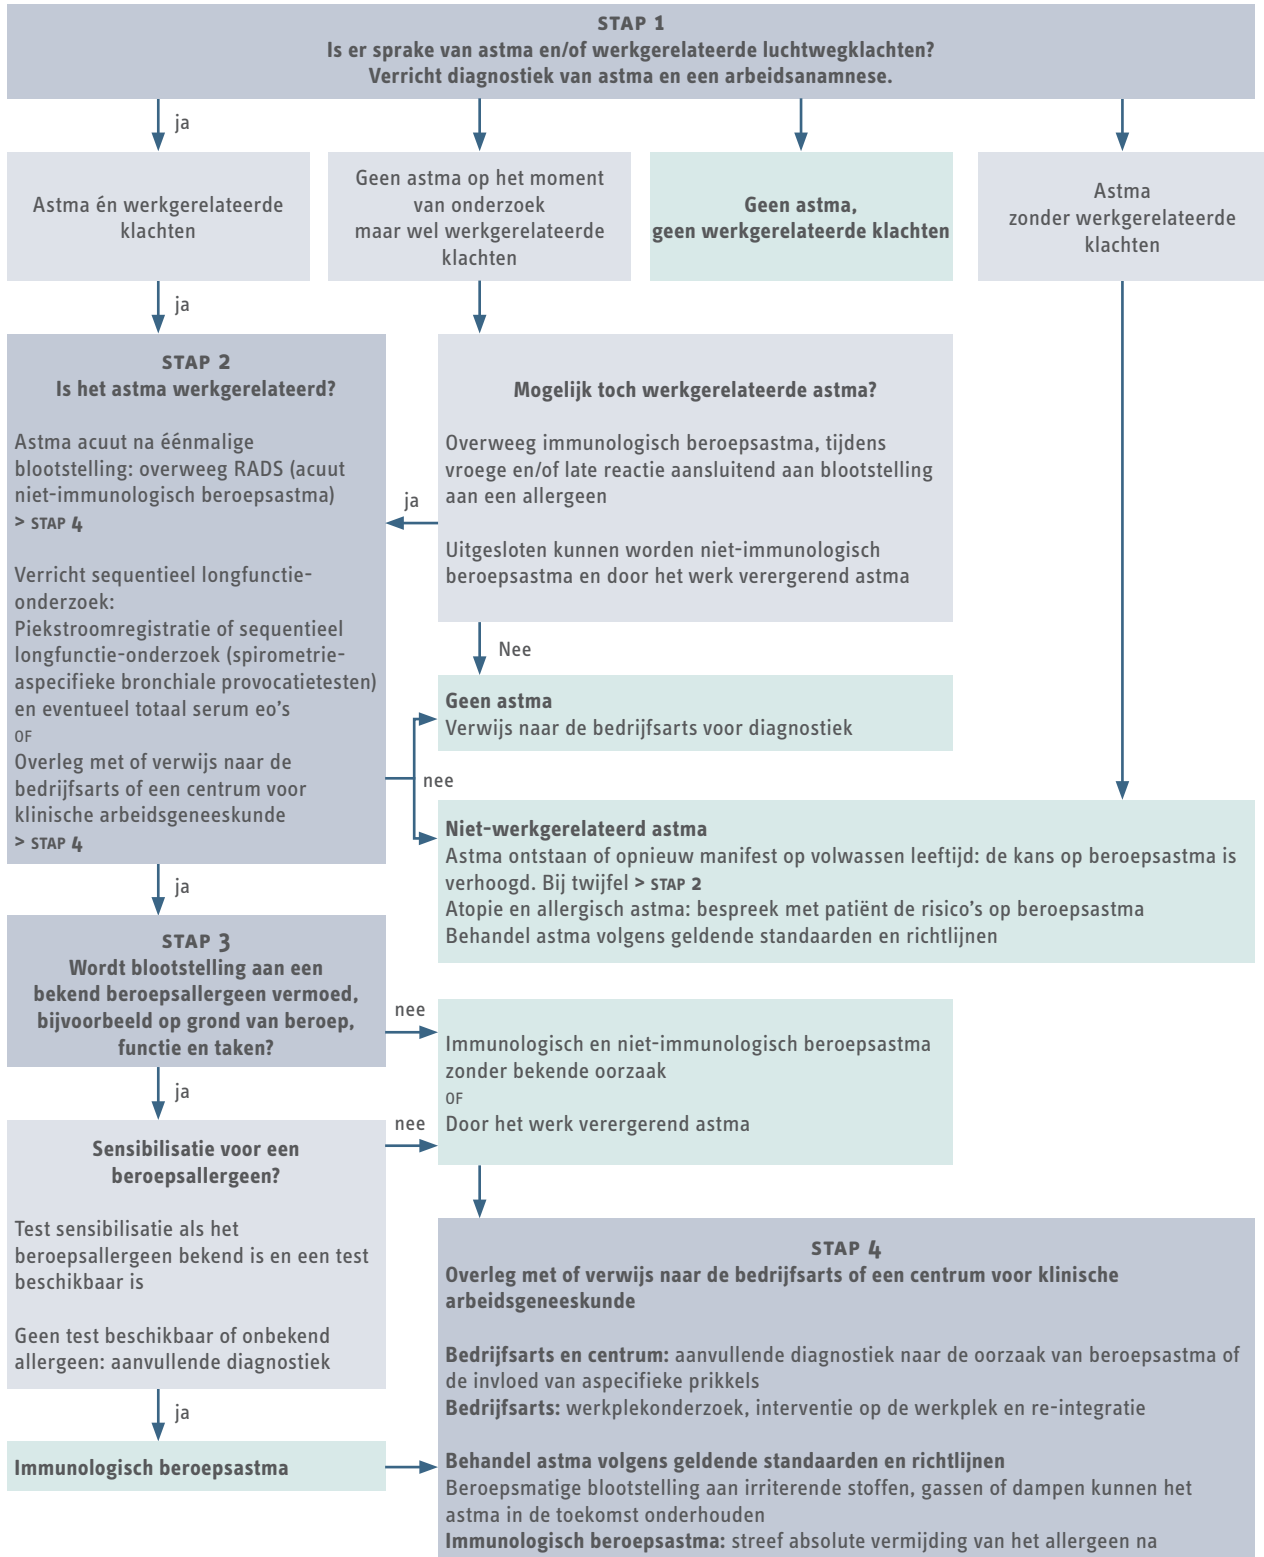 STAP 1
Is er sprake van astma en/of werkgerelateerde luchtwegklachten?
Verricht diagnostiek van astma en een arbeidsanamnese.
ja
Astma én werkgerelateerde
klachten
Geen astma op het moment
van onderzoek
maar wel werkgerelateerde
klachten
Geen astma,
geen werkgerelateerde klachten
Astma
zonder werkgerelateerde
klachten
ja
STAP 2
Is het astma werkgerelateerd?
Astma acuut na éénmalige
blootstelling: overweeg RADS (acuut
niet-immunologisch beroepsastma)
> STAP 4
Verricht sequentieel longfunctie-
onderzoek:
Piekstroomregistratie of sequentieel
longfunctie-onderzoek (spirometrie-
aspecifieke bronchiale provocatietesten)
en eventueel totaal serum eo's
OF
Overleg met of verwijs naar de
bedrijfsarts of een centrum voor
klinische arbeidsgeneeskunde
> STAP 4
Mogelijk toch werkgerelateerde astma?
Overweeg immunologisch beroepsastma, tijdens
vroege en/of late reactie aansluitend aan blootstelling
aan een allergeen
Uitgesloten kunnen worden niet-immunologisch
beroepsastma en door het werk verergerend astma
ja
Nee
Geen astma
Verwijs naar de bedrijfsarts voor diagnostiek
nee
Niet-werkgerelateerd astma
Astma ontstaan of opnieuw manifest op volwassen leeftijd: de kans op beroepsastma is
verhoogd. Bij twijfel > STAP 2
Atopie en allergisch astma: bespreek met patiënt de risico's op beroepsastma
Behandel astma volgens geldende standaarden en richtlijnen
ja
STAP 3
Wordt blootstelling aan een
bekend beroepsallergeen vermoed,
bijvoorbeeld op grond van beroep,
functie en taken?
nee
Immunologisch en niet-immunologisch beroepsastma
zonder bekende oorzaak
OF
Door het werk verergerend astma
ja
nee
Sensibilisatie voor een
beroepsallergeen?
Test sensibilisatie als het
beroepsallergeen bekend is en een test
beschikbaar is
Geen test beschikbaar of onbekend
allergeen: aanvullende diagnostiek
ja
Immunologisch beroepsastma
STAP 4
Overleg met of verwijs naar de bedrijfsarts of een centrum voor klinische
arbeidsgeneeskunde
Bedrijfsarts en centrum: aanvullende diagnostiek naar de oorzaak van beroepsastma of
de invloed van aspecifieke prikkels
Bedrijfsarts: werkplekonderzoek, interventie op de werkplek en re-integratie
Behandel astma volgens geldende standaarden en richtlijnen
Beroepsmatige blootstelling aan irriterende stoffen, gassen of dampen kunnen het
astma in de toekomst onderhouden
Immunologisch beroepsastma: streef absolute vermijding van het allergeen na